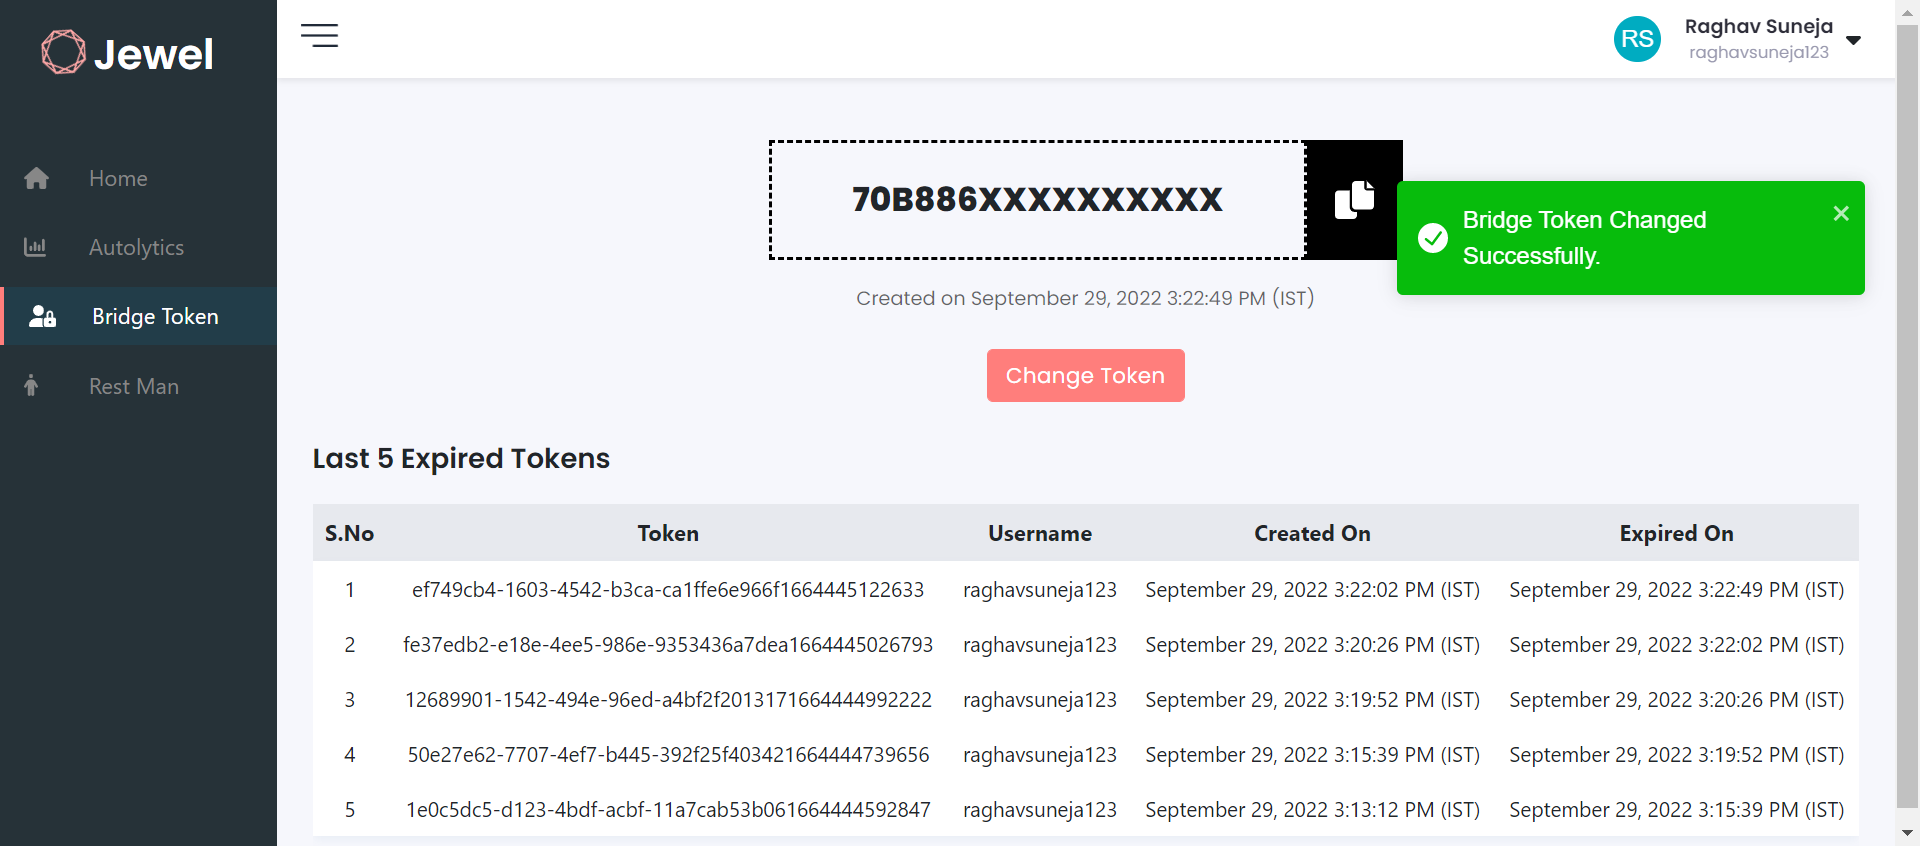 Jewel
RS
Raghav Suneja
raghavsuneja123
Home
Autolytics
Bridge Token
Rest Man
70B886XXXXXXXXXX
Bridge Token Changed
Successfully.
Created on September 29, 2022 3:22:49 PM (IST)
Change Token
Last 5 Expired Tokens
S.No Token Username Created On Expired On
1 ef749cb4-1603-4542-b3ca-ca1ffe6e966f1664445122633 raghavsuneja123 September 29, 2022 3:22:02 PM (IST) September 29, 2022 3:22:49 PM (IST)
2 fe37edb2-e18e-4ee5-986e-9353436a7dea1664445026793 raghavsuneja123 September 29, 2022 3:20:26 PM (IST) September 29, 2022 3:22:02 PM (IST)
3 12689901-1542-494e-96ed-a4bf2f2013171664444992222 raghavsuneja123 September 29, 2022 3:19:52 PM (IST) September 29, 2022 3:20:26 PM (IST)
4 50e27e62-7707-4ef7-b445-392f25f403421664444739656 raghavsuneja123 September 29, 2022 3:15:39 PM (IST) September 29, 2022 3:19:52 PM (IST)
5 1e0c5dc5-d123-4bdf-acbf-11a7cab53b061664444592847 raghavsuneja123 September 29, 2022 3:13:12 PM (IST) September 29, 2022 3:15:39 PM (IST)